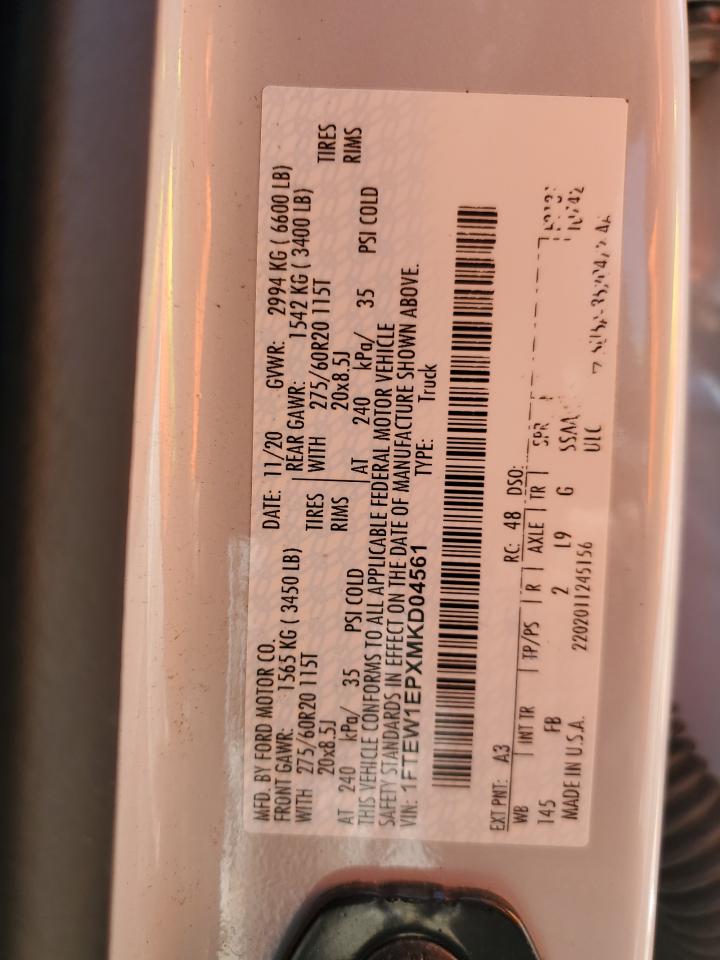 MFD. BY FORD MOTOR CO.
DATE: 11/20 GVWR: 2994 KG ( 6600 LB)
FRONT GAWR: 1565 KG ( 3450 LB)
REAR GAWR: 1542 KG ( 3400 LB)
WITH 275/60R20 115T TIRES
WITH 275/60R20 115T TIRES
20x8.5J RIMS
20x8.5J RIMS
AT 240 kPa/ 35 PSI COLD
AT 240 kPa/ 35 PSI COLD
THIS VEHICLE CONFORMS TO ALL APPLICABLE FEDERAL MOTOR VEHICLE
SAFETY STANDARDS IN EFFECT ON THE DATE OF MANUFACTURE SHOWN ABOVE.
VIN: 1FTEW1EPXMKD04561 TYPE: Truck
EXT PNT: A3 RC: 48 DSO:
WB INT TR TP/PS R AXLE TR SPR
145 FB 2 L9 G SSAA
MADE IN U.S.A. 2202011245156 ULC